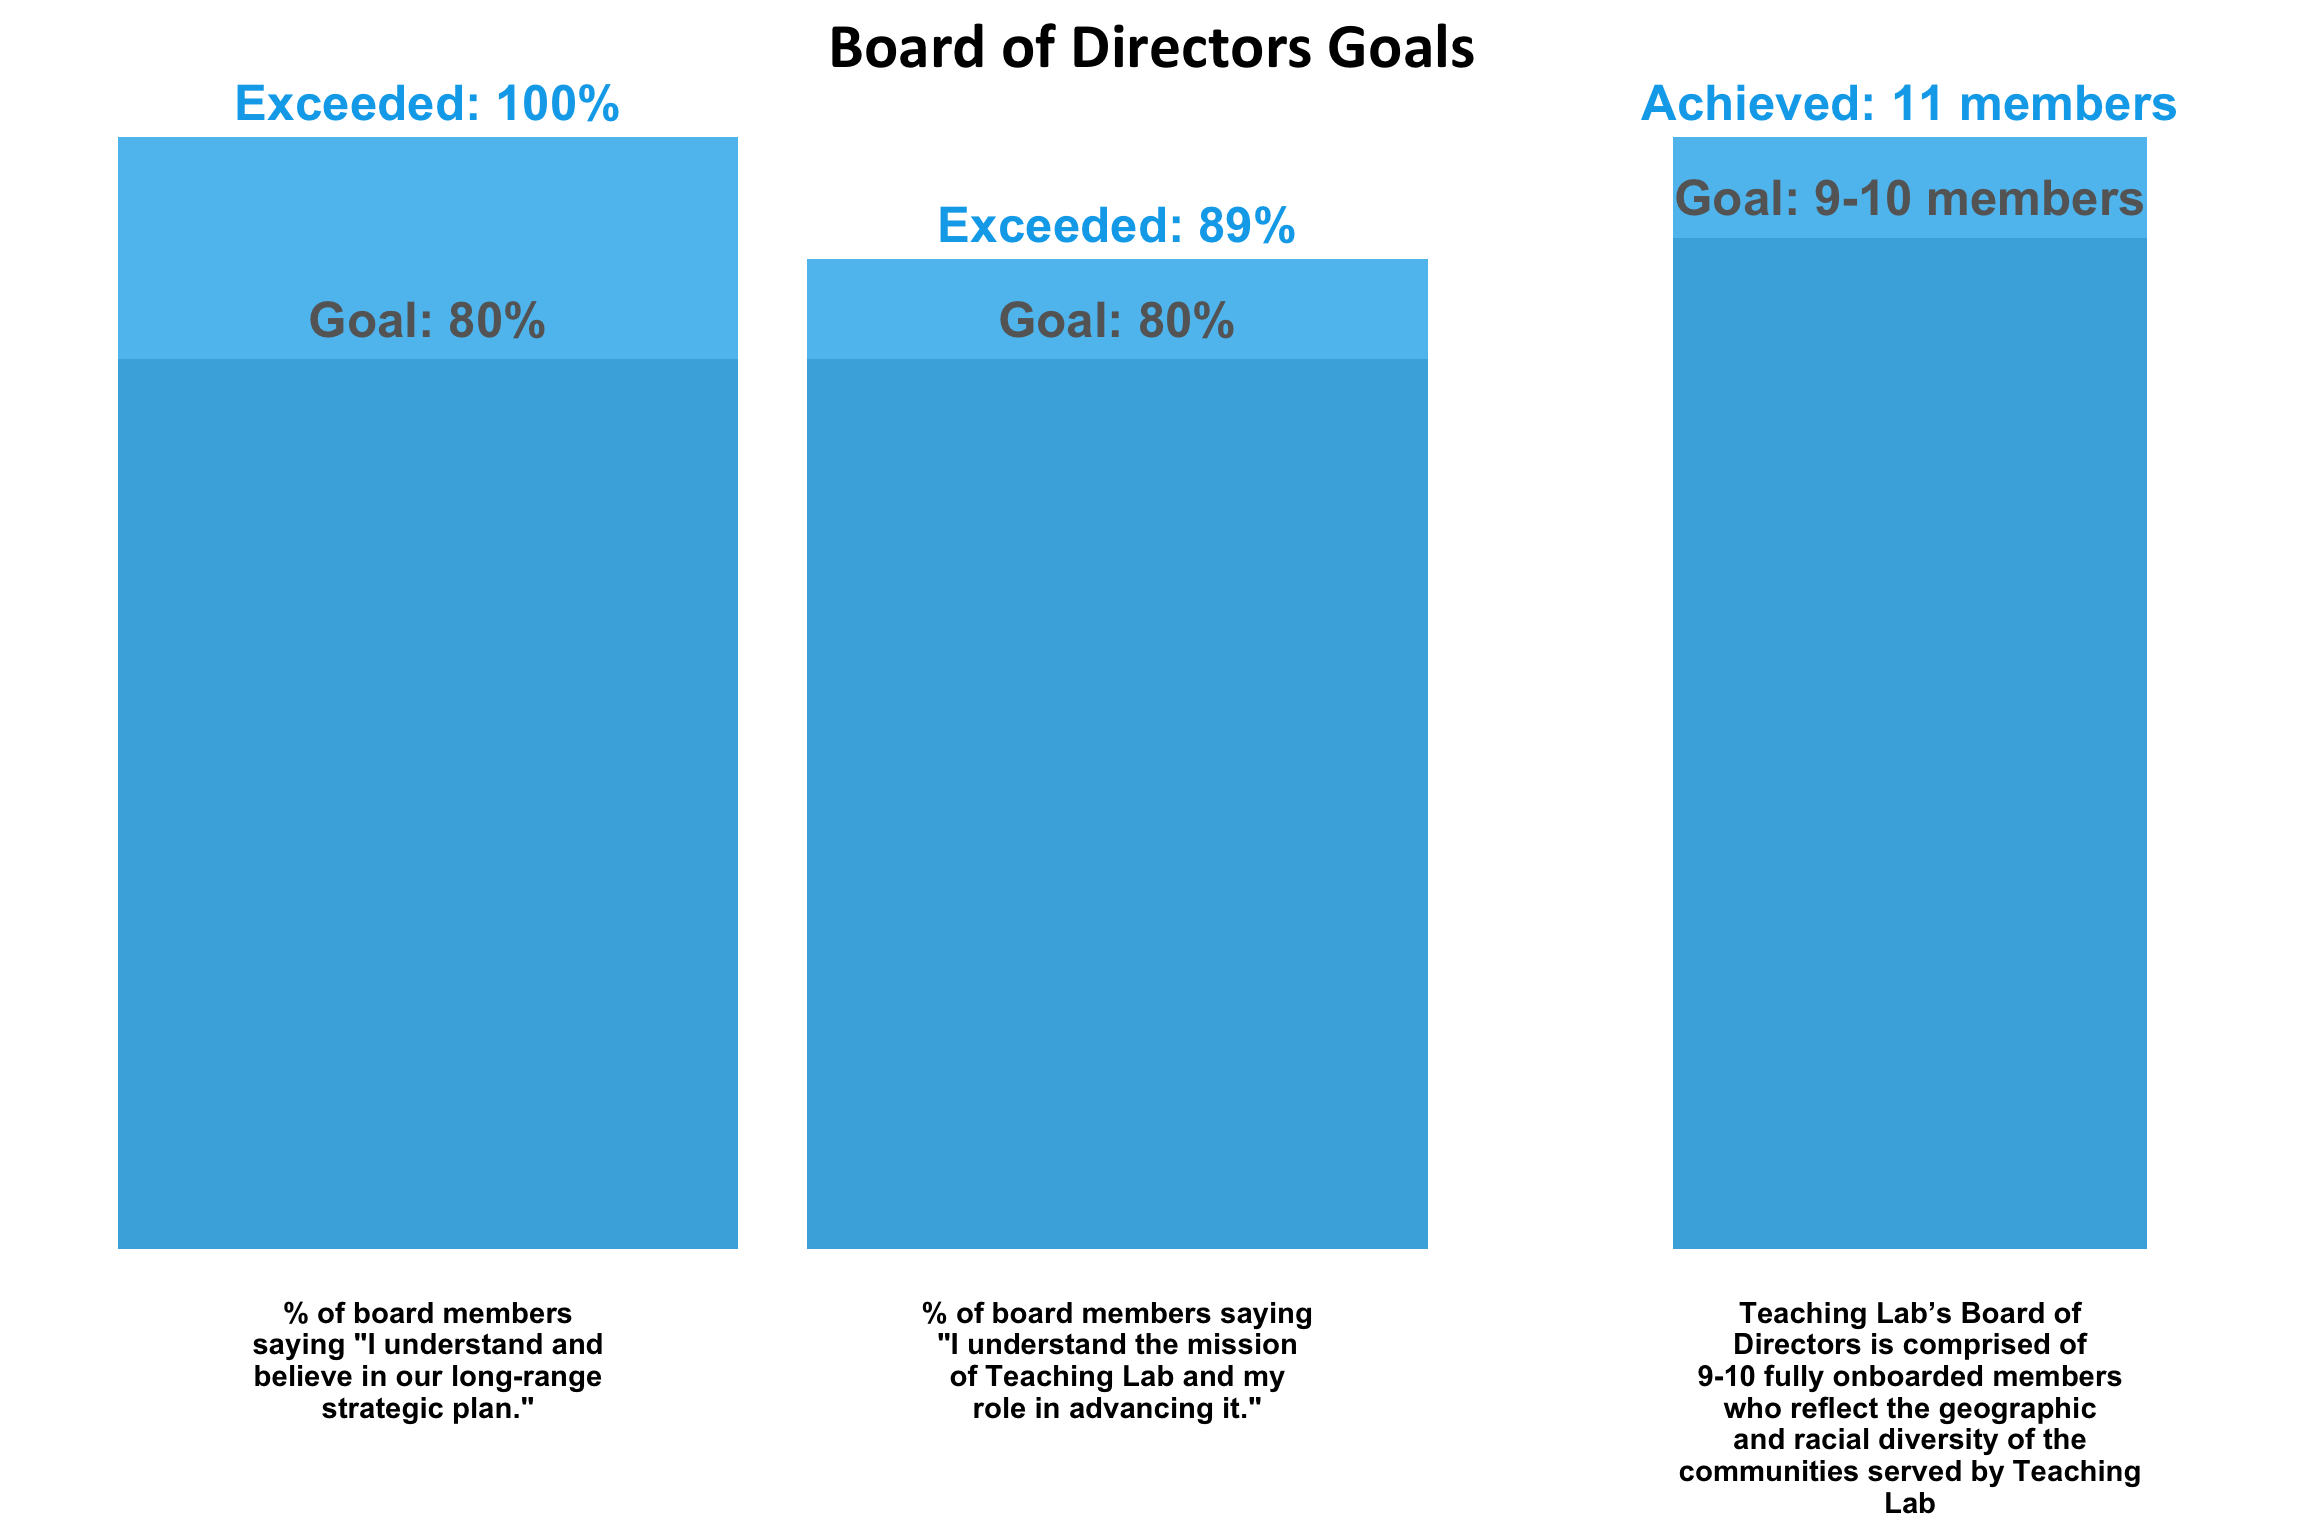 Board of Directors Goals
Exceeded: 100%
Goal: 80%
% of board members
saying "I understand and
believe in our long-range
strategic plan."
Exceeded: 89%
Goal: 80%
% of board members saying
"I understand the mission
of Teaching Lab and my
role in advancing it."
Achieved: 11 members
Goal: 9-10 members
Teaching Lab’s Board of
Directors is comprised of
9-10 fully onboarded members
who reflect the geographic
and racial diversity of the
communities served by Teaching
Lab